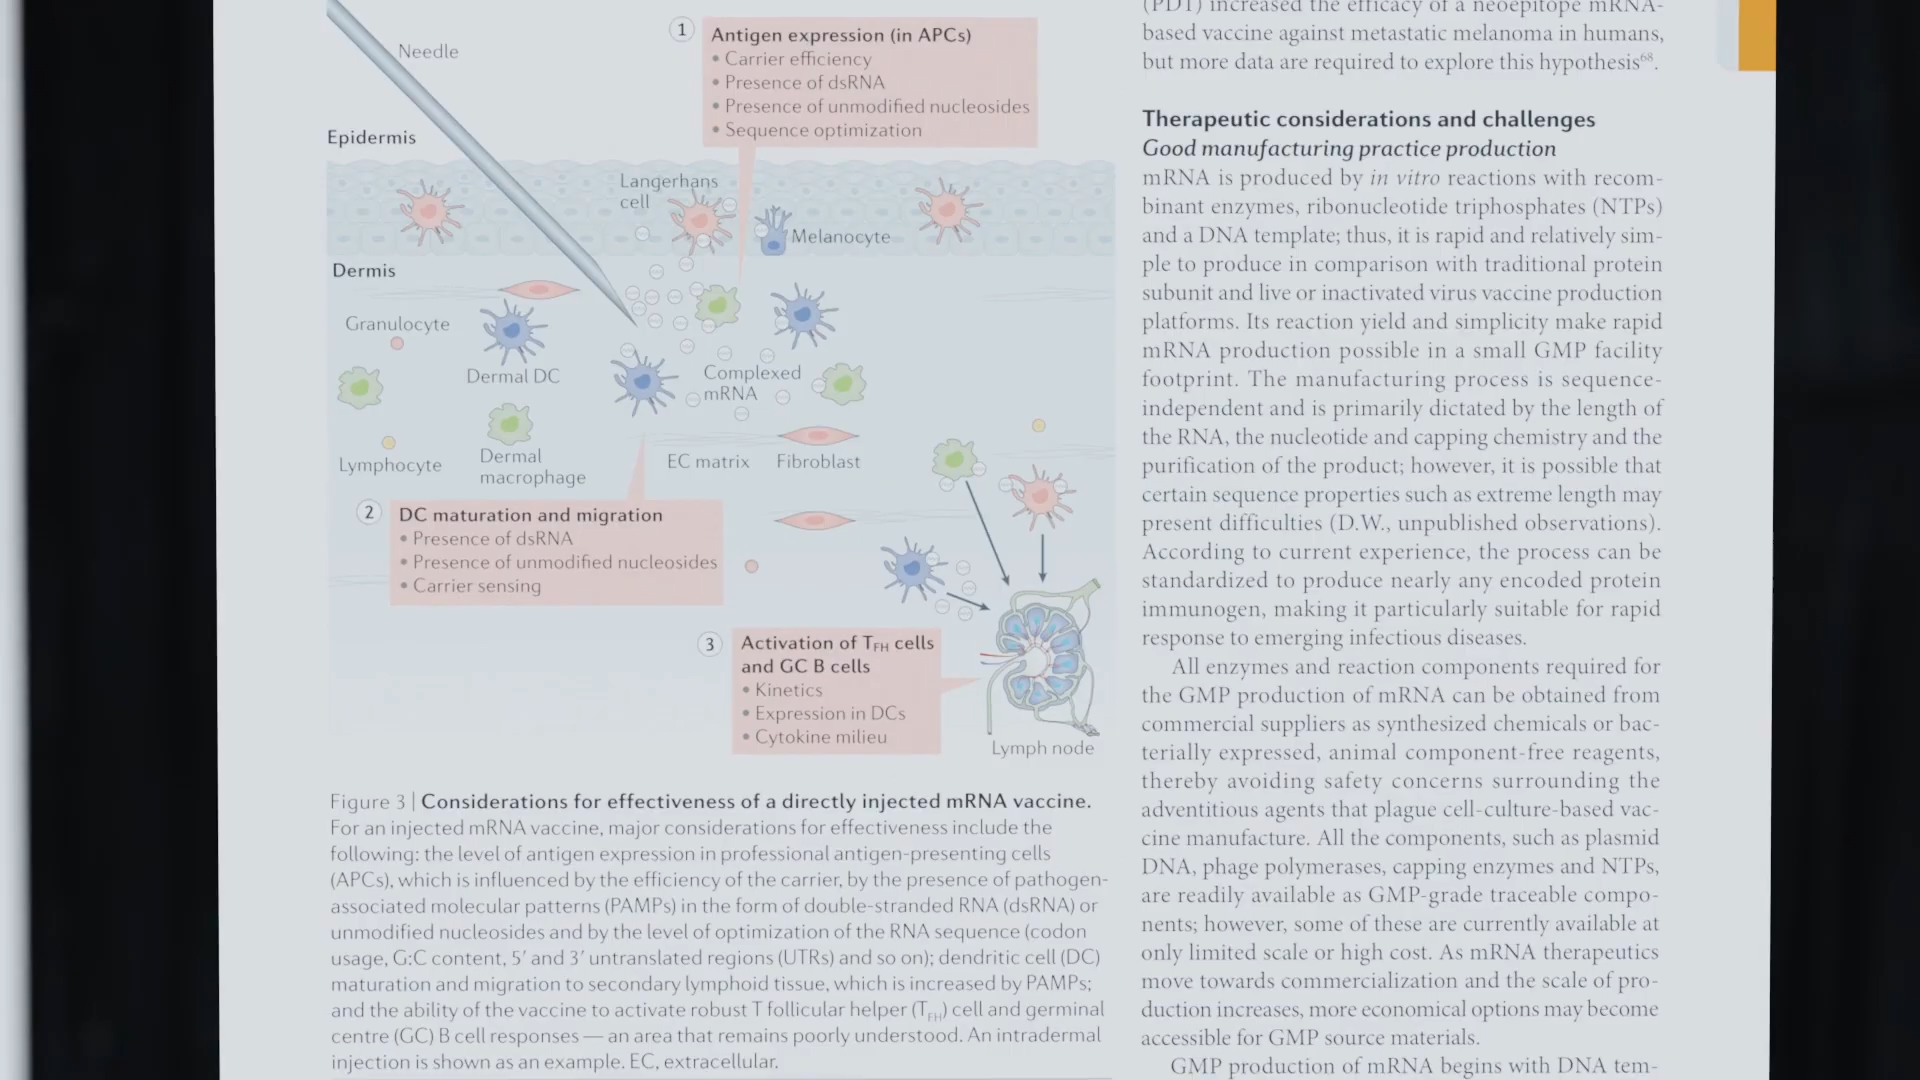 Needle
1
Antigen expression (in APCs)
• Carrier efficiency
• Presence of dsRNA
• Presence of unmodified nucleosides
• Sequence optimization
Epidermis
Langerhans
cell
Melanocyte
Dermis
Granulocyte
Dermal DC
Complexed
mRNA
Lymphocyte
Dermal
macrophage
EC matrix
Fibroblast
2
DC maturation and migration
• Presence of dsRNA
• Presence of unmodified nucleosides
• Carrier sensing
3
Activation of TFH cells
and GC B cells
• Kinetics
• Expression in DCs
• Cytokine milieu
Lymph node
Figure 3 | Considerations for effectiveness of a directly injected mRNA vaccine.
For an injected mRNA vaccine, major considerations for effectiveness include the
following: the level of antigen expression in professional antigen-presenting cells
(APCs), which is influenced by the efficiency of the carrier, by the presence of pathogen-
associated molecular patterns (PAMPs) in the form of double-stranded RNA (dsRNA) or
unmodified nucleosides and by the level of optimization of the RNA sequence (codon
usage, G:C content, 5′ and 3′ untranslated regions (UTRs) and so on); dendritic cell (DC)
maturation and migration to secondary lymphoid tissue, which is increased by PAMPs;
and the ability of the vaccine to activate robust T follicular helper (TFH) cell and germinal
centre (GC) B cell responses — an area that remains poorly understood. An intradermal
injection is shown as an example. EC, extracellular.
(PDT) increased the efficacy of a neoepitope mRNA-
based vaccine against metastatic melanoma in humans,
but more data are required to explore this hypothesis68.
Therapeutic considerations and challenges
Good manufacturing practice production
mRNA is produced by in vitro reactions with recom-
binant enzymes, ribonucleotide triphosphates (NTPs)
and a DNA template; thus, it is rapid and relatively sim-
ple to produce in comparison with traditional protein
subunit and live or inactivated virus vaccine production
platforms. Its reaction yield and simplicity make rapid
mRNA production possible in a small GMP facility
footprint. The manufacturing process is sequence-
independent and is primarily dictated by the length of
the RNA, the nucleotide and capping chemistry and the
purification of the product; however, it is possible that
certain sequence properties such as extreme length may
present difficulties (D.W., unpublished observations).
According to current experience, the process can be
standardized to produce nearly any encoded protein
immunogen, making it particularly suitable for rapid
response to emerging infectious diseases.
All enzymes and reaction components required for
the GMP production of mRNA can be obtained from
commercial suppliers as synthesized chemicals or bac-
terially expressed, animal component-free reagents,
thereby avoiding safety concerns surrounding the
adventitious agents that plague cell-culture-based vac-
cine manufacture. All the components, such as plasmid
DNA, phage polymerases, capping enzymes and NTPs,
are readily available as GMP-grade traceable compo-
nents; however, some of these are currently available at
only limited scale or high cost. As mRNA therapeutics
move towards commercialization and the scale of pro-
duction increases, more economical options may become
accessible for GMP source materials.
GMP production of mRNA begins with DNA tem-